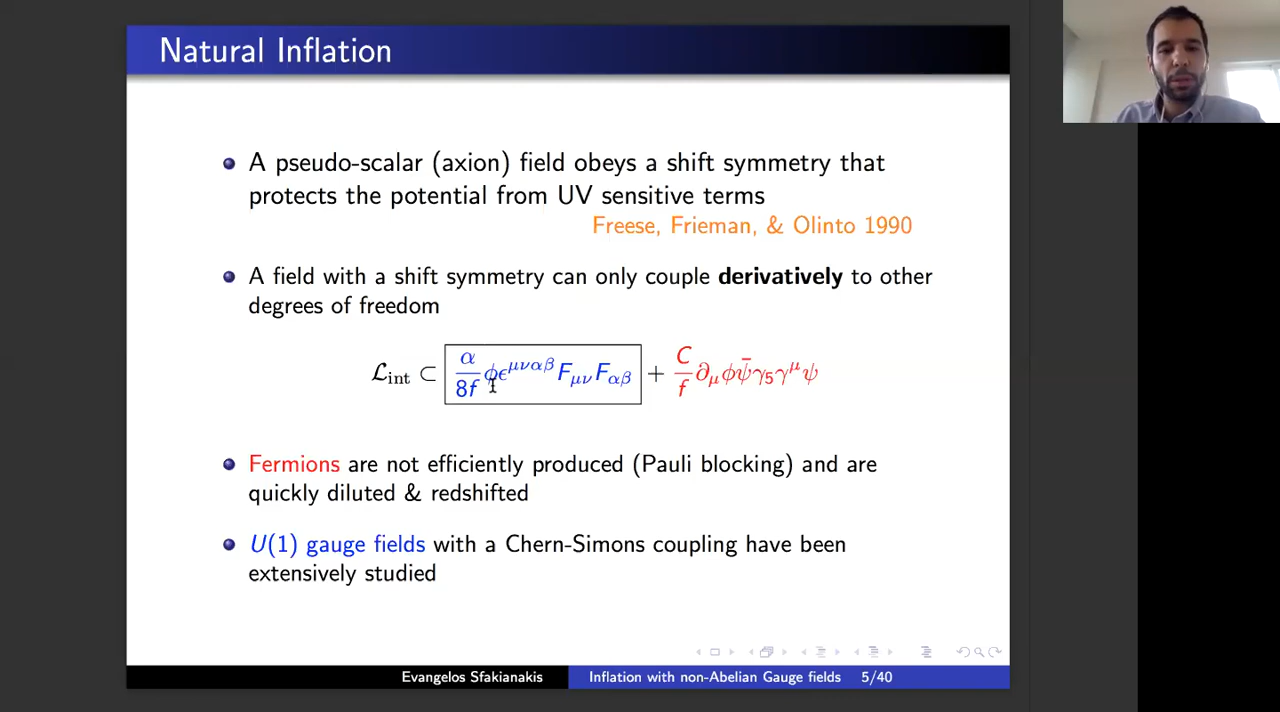 Natural Inflation
A pseudo-scalar (axion) field obeys a shift symmetry that
protects the potential from UV sensitive terms
Freese, Frieman, & Olinto 1990
A field with a shift symmetry can only couple derivatively to other
degrees of freedom
ℒ_int ⊂ α/8f ϕε^{μναβ}F_{μν}F_{αβ} + C/f ∂_μϕψ̄γ_5γ^μψ
Fermions are not efficiently produced (Pauli blocking) and are
quickly diluted & redshifted
U(1) gauge fields with a Chern-Simons coupling have been
extensively studied
Evangelos Sfakianakis Inflation with non-Abelian Gauge fields 5/40